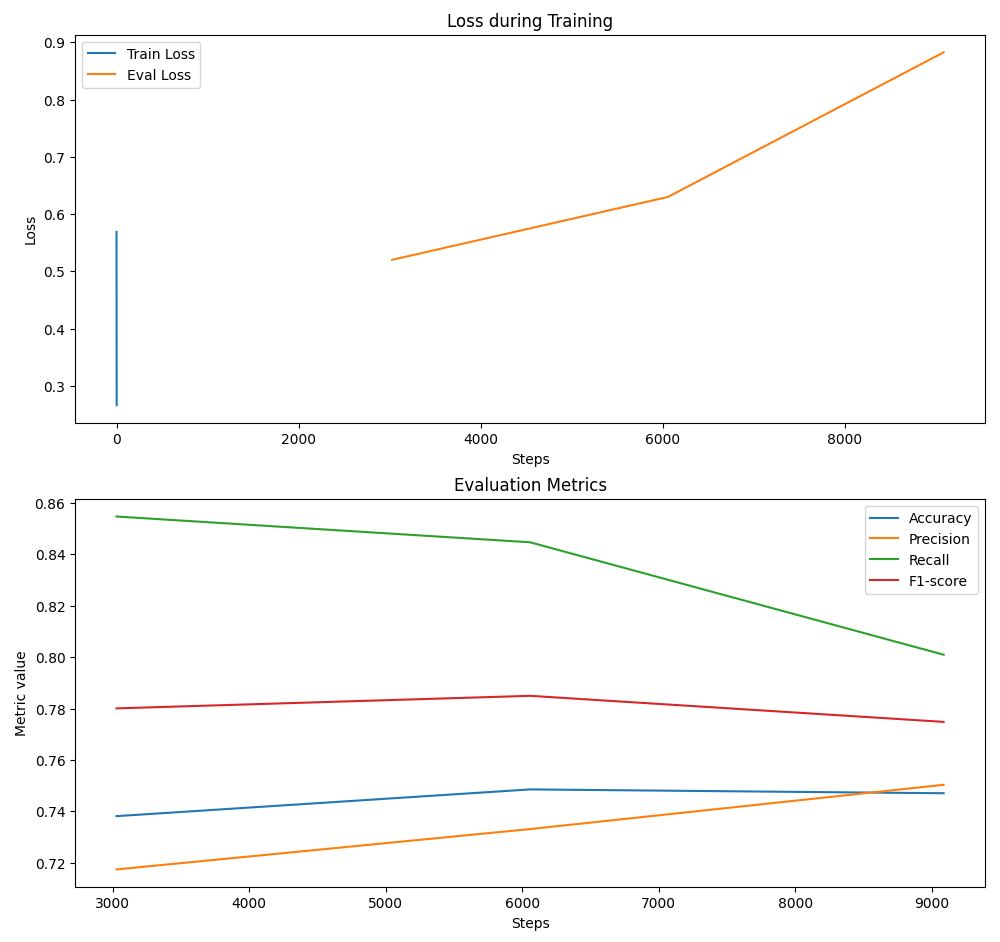 Loss during Training
0.9
0.8
0.7
0.6
0.5
0.4
0.3
Loss
Train Loss
Eval Loss
0 2000 4000 6000 8000
Steps
Evaluation Metrics
0.86
0.84
0.82
0.80
0.78
0.76
0.74
0.72
Metric value
Accuracy
Precision
Recall
F1-score
3000 4000 5000 6000 7000 8000 9000
Steps